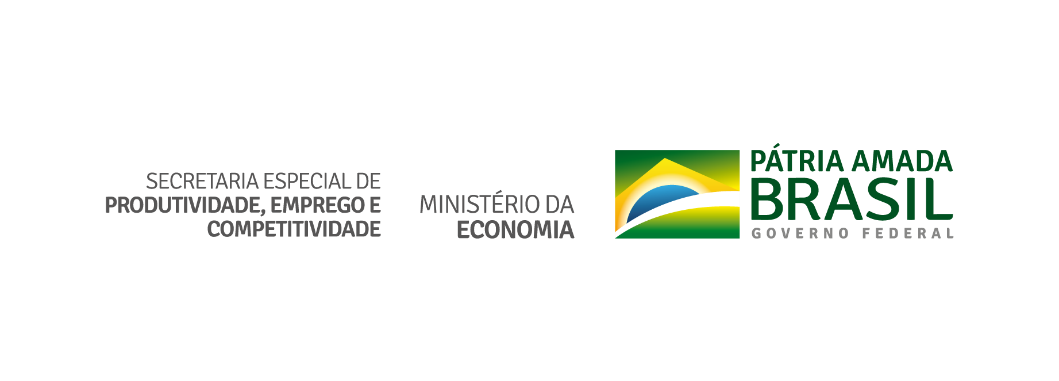 SECRETARIA ESPECIAL DE
PRODUTIVIDADE, EMPREGO E
COMPETITIVIDADE
MINISTÉRIO DA
ECONOMIA
PÁTRIA AMADA
BRASIL
GOVERNO FEDERAL